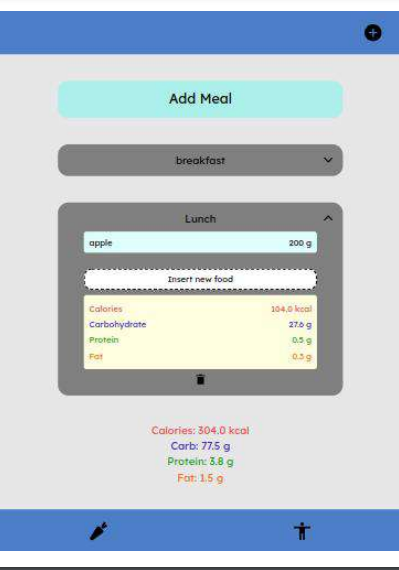 Add Meal
breakfast
Lunch
apple 200 g
Insert new food
Calories 104.0 kcal
Carbohydrate 27.6 g
Protein 0.5 g
Fat 0.3 g
Calories: 304.0 kcal
Carb: 77.5 g
Protein: 3.8 g
Fat: 1.5 g